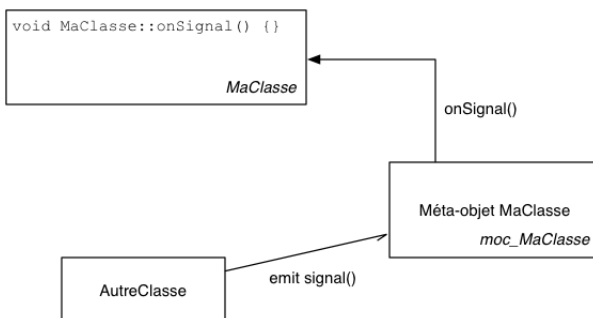 void MaClasse::onSignal() {}
MaClasse
onSignal()
Méta-objet MaClasse
moc_MaClasse
emit signal()
AutreClasse